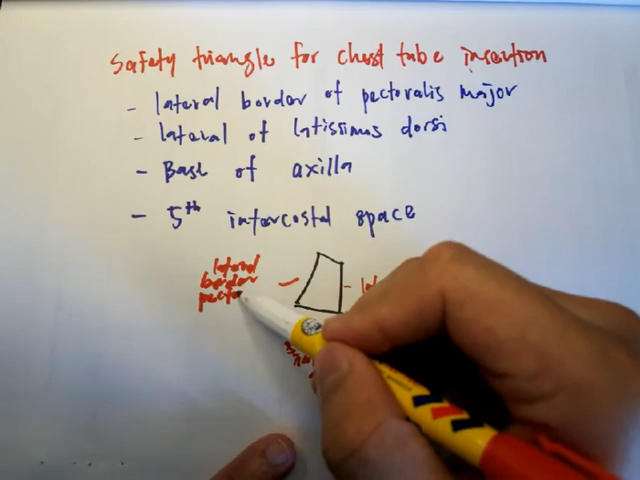 Safety triangle for chest tube insertion
- lateral border of pectoralis major
- lateral of latissimus dorsi
- Base of axilla
- 5th intercostal space
lateral
border
pecto